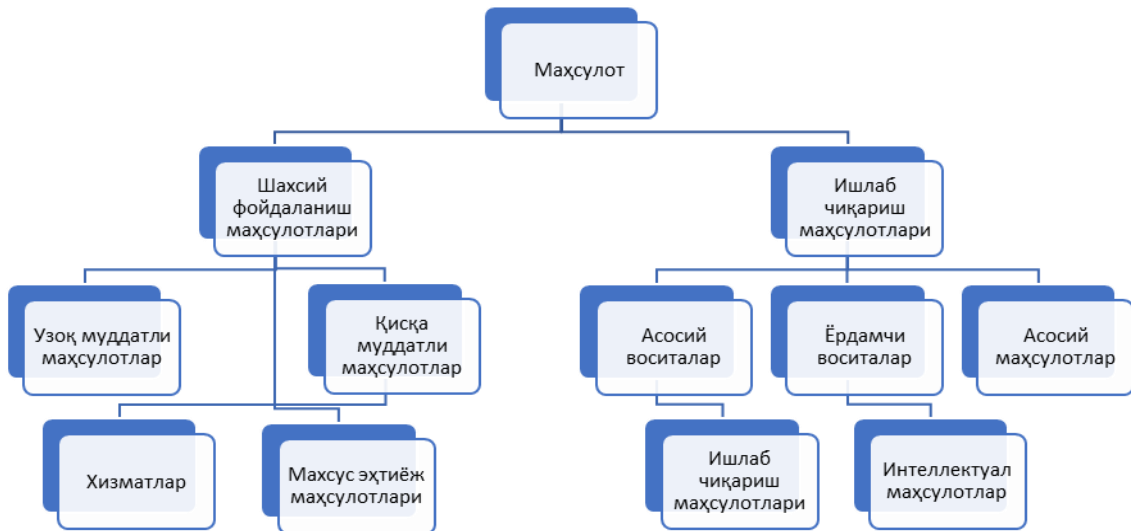 Маҳсулот
Шахсий
фойдаланиш
маҳсулотлари
Ишлаб
чиқариш
маҳсулотлари
Узоқ муддатли
маҳсулотлар
Қисқа
муддатли
маҳсулотлар
Асосий
воситалар
Ёрдамчи
воситалар
Асосий
маҳсулотлар
Хизматлар
Махсус эҳтиёж
маҳсулотлари
Ишлаб
чиқариш
маҳсулотлари
Интеллектуал
маҳсулотлар